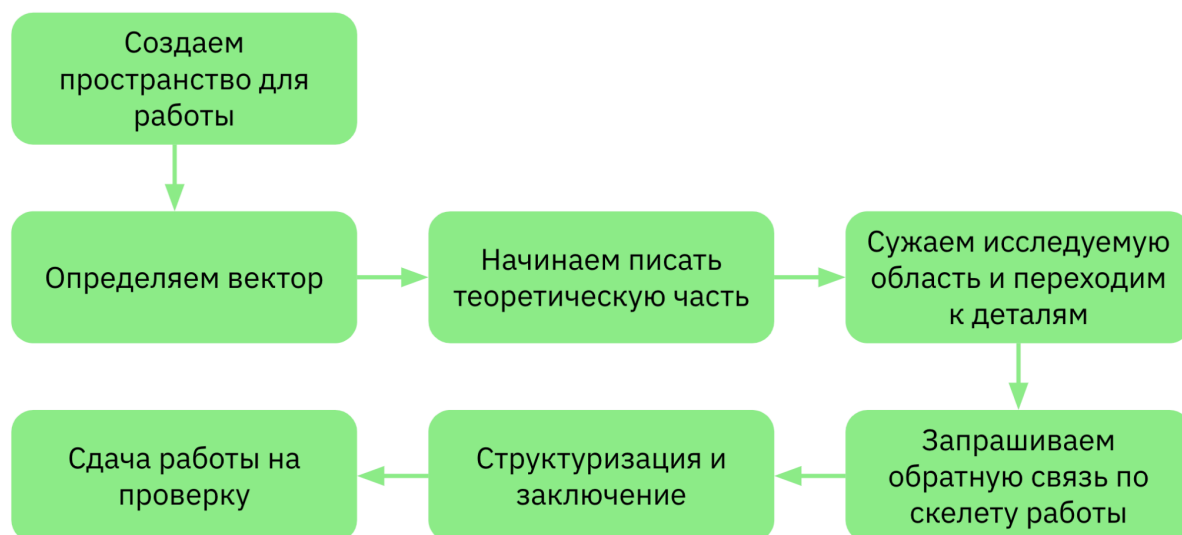 Создаем
пространство для
работы
Определяем вектор
Начинаем писать
теоретическую часть
Сужаем исследуемую
область и переходим
к деталям
Запрашиваем
обратную связь по
скелету работы
Структуризация и
заключение
Сдача работы на
проверку